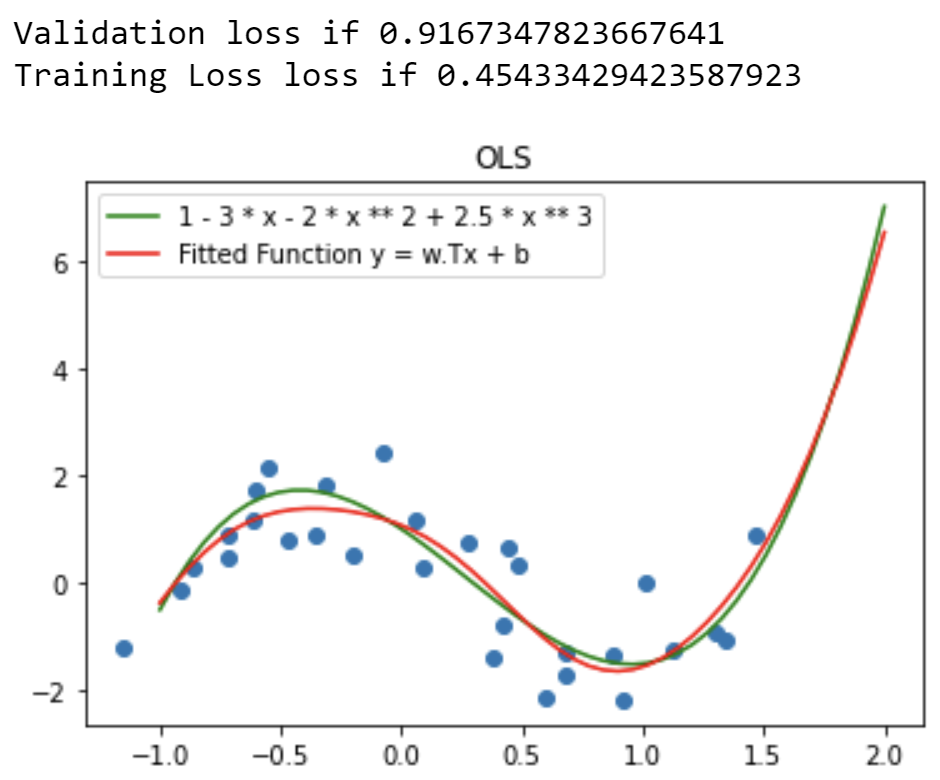 Validation loss if 0.9167347823667641
Training Loss loss if 0.45433429423587923
OLS
1 - 3 * x - 2 * x ** 2 + 2.5 * x ** 3
Fitted Function y = w.Tx + b
6
4
2
0
−2
−1.0 −0.5 0.0 0.5 1.0 1.5 2.0